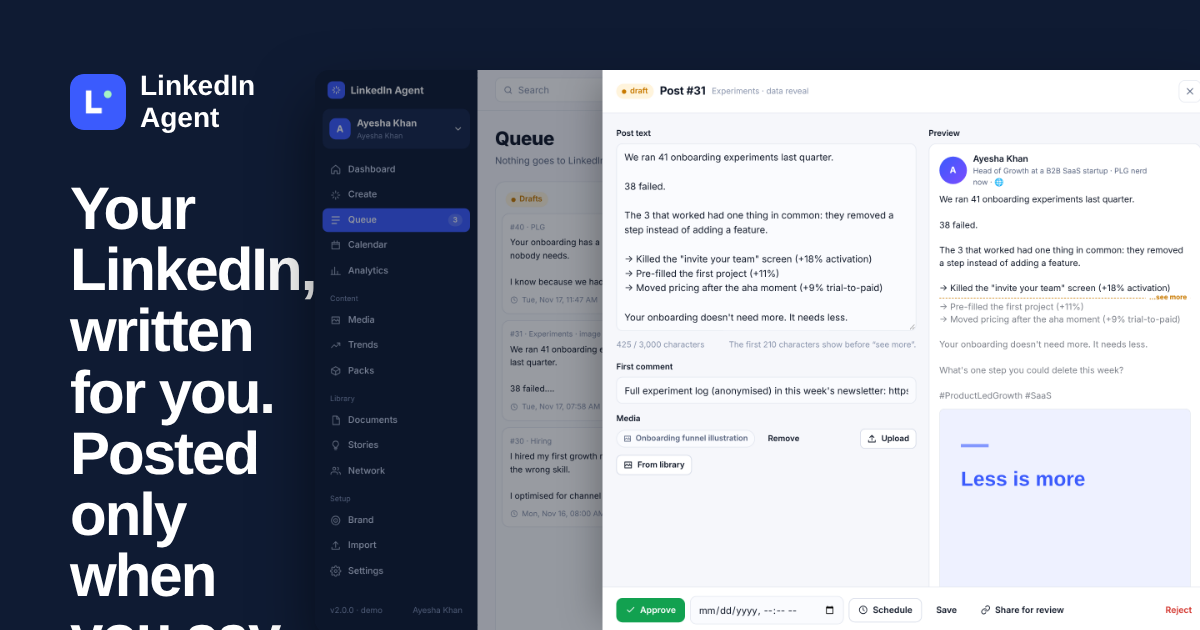 LinkedIn
Agent
Your
LinkedIn,
written
for you.
Posted
only
when
you say
LinkedIn Agent
A
Ayesha Khan
Ayesha Khan
Dashboard
Create
Queue
3
Calendar
Analytics
Content
Media
Trends
Packs
Library
Documents
Stories
Network
Setup
Brand
Import
Settings
v2.0.0 · demo
Ayesha Khan
Search
Queue
Nothing goes to LinkedIn
Drafts
#40 · PLG
Your onboarding has a
nobody needs.
I know because we had
Tue, Nov 17, 11:47 AM
#31 · Experiments · image
We ran 41 onboarding e
last quarter.
38 failed....
Tue, Nov 17, 07:58 AM
#30 · Hiring
I hired my first growth
the wrong skill.
I optimised for channel
Mon, Nov 16, 08:00 AM
draft
Post #31
Experiments · data reveal
Post text
We ran 41 onboarding experiments last quarter.
38 failed.
The 3 that worked had one thing in common: they removed a
step instead of adding a feature.
→ Killed the "invite your team" screen (+18% activation)
→ Pre-filled the first project (+11%)
→ Moved pricing after the aha moment (+9% trial-to-paid)
Your onboarding doesn't need more. It needs less.
425 / 3,000 characters
The first 210 characters show before "see more".
First comment
Full experiment log (anonymised) in this week's newsletter: https
Media
Onboarding funnel illustration
Remove
Upload
From library
Preview
A
Ayesha Khan
Head of Growth at a B2B SaaS startup · PLG nerd
now · 🌐
We ran 41 onboarding experiments last quarter.
38 failed.
The 3 that worked had one thing in common: they removed
a step instead of adding a feature.
→ Killed the "invite your team" screen (+18% activation)
...see more
→ Pre-filled the first project (+11%)
→ Moved pricing after the aha moment (+9% trial-to-paid)
Your onboarding doesn't need more. It needs less.
What's one step you could delete this week?
#ProductLedGrowth #SaaS
Less is more
Approve
mm/dd/yyyy, --:-- --
Schedule
Save
Share for review
Reject